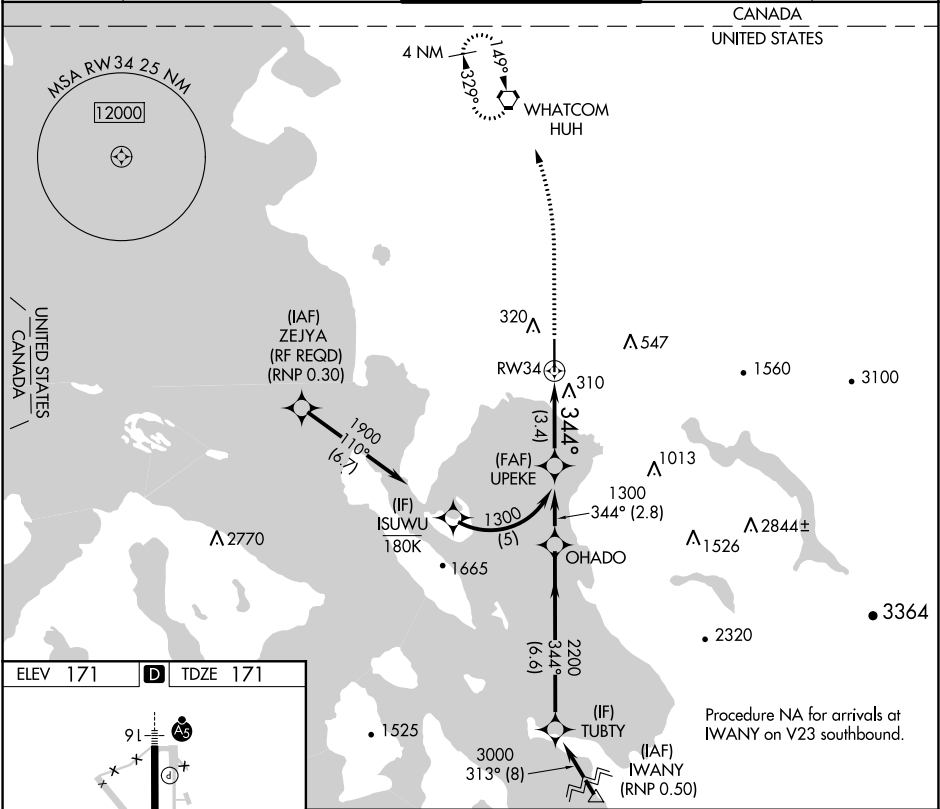 CANADA
UNITED STATES
MSA RW34 25 NM
12000
4 NM
149°
329°
WHATCOM
HUH
UNITED STATES
CANADA
(IAF)
ZEJYA
(RF REQD)
(RNP 0.30)
320
547
RW34
1560
3100
310
344°
(3.4)
1900
110°
(6.7)
(FAF)
UPEKE
1013
(IF)
ISUWU
180K
1300
(5)
1300
344° (2.8)
2770
1526
2844±
OHADO
1665
3364
2320
2200
344°
(6.6)
ELEV 171
D
TDZE 171
(IF)
TUBTY
1525
Procedure NA for arrivals at
IWANY on V23 southbound.
16
A5
P
3000
313° (8)
(IAF)
IWANY
(RNP 0.50)